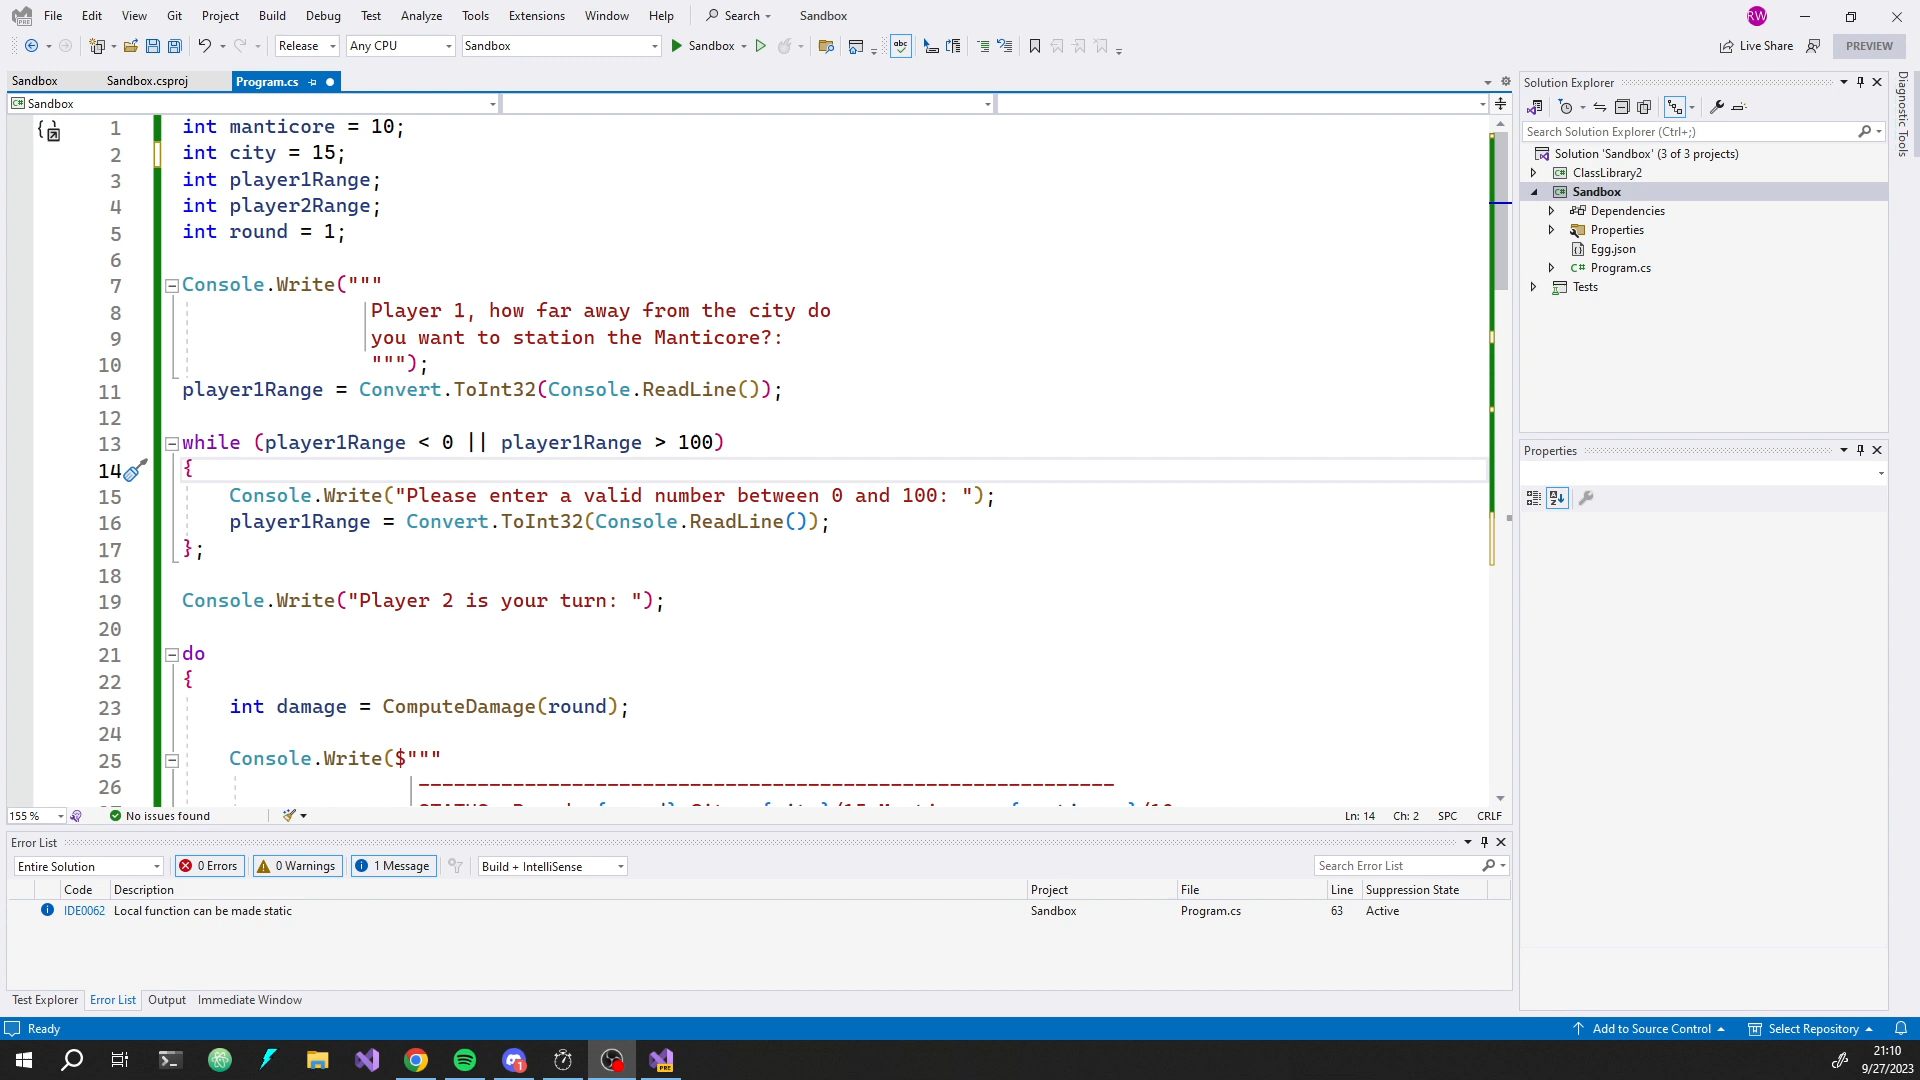 File Edit View Git Project Build Debug Test Analyze Tools Extensions Window Help Search Sandbox RW
Release Any CPU Sandbox Sandbox Live Share PREVIEW
Sandbox Sandbox.csproj Program.cs
Sandbox
1 int manticore = 10;
2 int city = 15;
3 int player1Range;
4 int player2Range;
5 int round = 1;
6
7 Console.Write("""
8 Player 1, how far away from the city do
9 you want to station the Manticore?:
10 """);
11 player1Range = Convert.ToInt32(Console.ReadLine());
12
13 while (player1Range < 0 || player1Range > 100)
14 {
15 Console.Write("Please enter a valid number between 0 and 100: ");
16 player1Range = Convert.ToInt32(Console.ReadLine());
17 };
18
19 Console.Write("Player 2 is your turn: ");
20
21 do
22 {
23 int damage = ComputeDamage(round);
24
25 Console.Write($"""
26 -----------------------------------------------------------
155 % No issues found Ln: 14 Ch: 2 SPC CRLF
Error List
Entire Solution 0 Errors 0 Warnings 1 Message Build + IntelliSense Search Error List
Code Description Project File Line Suppression State
IDE0062 Local function can be made static Sandbox Program.cs 63 Active
Test Explorer Error List Output Immediate Window
Solution Explorer
Search Solution Explorer (Ctrl+;)
Solution 'Sandbox' (3 of 3 projects)
C# ClassLibrary2
C# Sandbox
Dependencies
Properties
Egg.json
C# Program.cs
Tests
Properties
Diagnostic Tools
Ready Add to Source Control Select Repository
1
PRE
21:10
9/27/2023